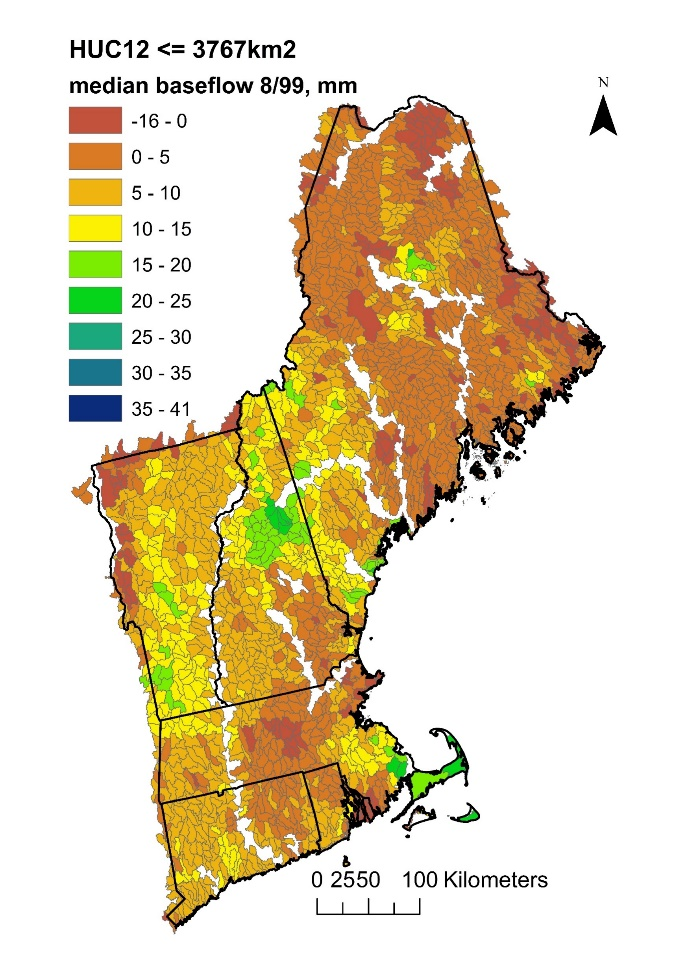 HUC12 <= 3767km2
median baseflow 8/99, mm
-16 - 0
0 - 5
5 - 10
10 - 15
15 - 20
20 - 25
25 - 30
30 - 35
35 - 41
N
0 2550 100 Kilometers